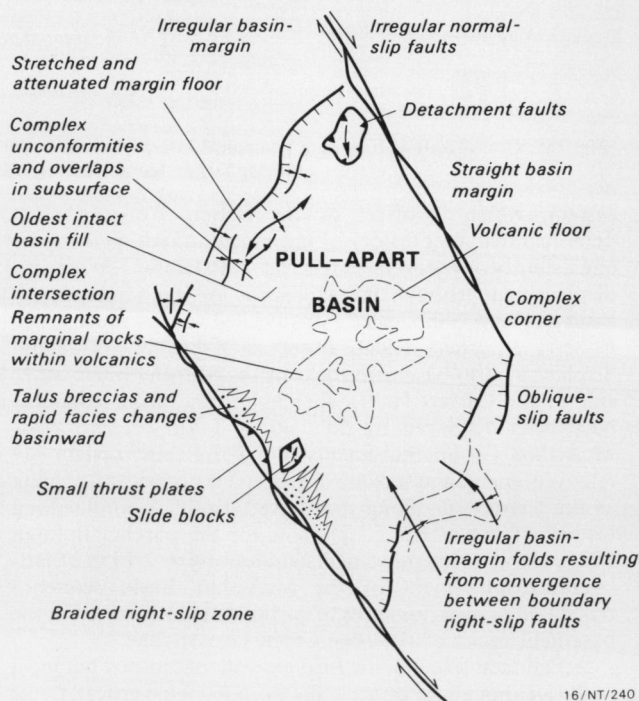 Irregular basin-
margin
Irregular normal-
slip faults
Stretched and
attenuated margin floor
Detachment faults
Complex
unconformities
and overlaps
in subsurface
Straight basin
margin
Oldest intact
basin fill
Volcanic floor
PULL-APART
BASIN
Complex
intersection
Complex
corner
Remnants of
marginal rocks
within volcanics
Talus breccias and
rapid facies changes
basinward
Oblique-
slip faults
Small thrust plates
Slide blocks
Irregular basin-
margin folds resulting
from convergence
between boundary
right-slip faults
Braided right-slip zone
16/NT/240